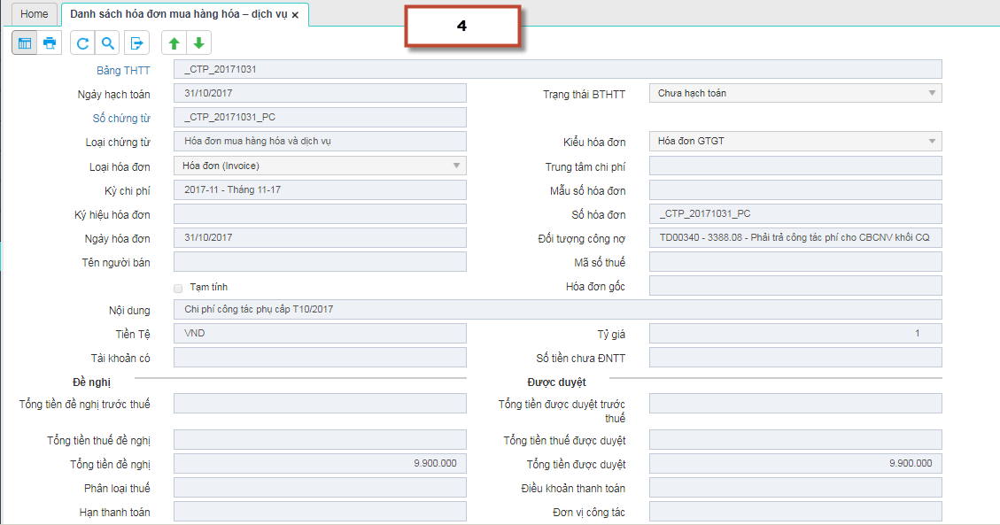 Home
Danh sách hóa đơn mua hàng hóa – dịch vụ x
4
Bảng THTT _CTP_20171031
Ngày hạch toán 31/10/2017 Trạng thái BTHTT Chưa hạch toán
Số chứng từ _CTP_20171031_PC
Loại chứng từ Hóa đơn mua hàng hóa và dịch vụ Kiểu hóa đơn Hóa đơn GTGT
Loại hóa đơn Hóa đơn (Invoice) Trung tâm chi phí
Kỳ chi phí 2017-11 - Tháng 11-17 Mẫu số hóa đơn
Ký hiệu hóa đơn Số hóa đơn _CTP_20171031_PC
Ngày hóa đơn 31/10/2017 Đối tượng công nợ TD00340 - 3388.08 - Phải trả công tác phí cho CBCNV khối CQ
Tên người bán Mã số thuế
Tạm tính Hóa đơn gốc
Nội dung Chi phí công tác phụ cấp T10/2017
Tiền Tệ VND Tỷ giá 1
Tài khoản có Số tiền chưa ĐNTT
Đề nghị Được duyệt
Tổng tiền đề nghị trước thuế Tổng tiền được duyệt trước
thuế
Tổng tiền thuế đề nghị Tổng tiền thuế được duyệt
Tổng tiền đề nghị 9.900.000 Tổng tiền được duyệt 9.900.000
Phân loại thuế Điều khoản thanh toán
Hạn thanh toán Đơn vị công tác